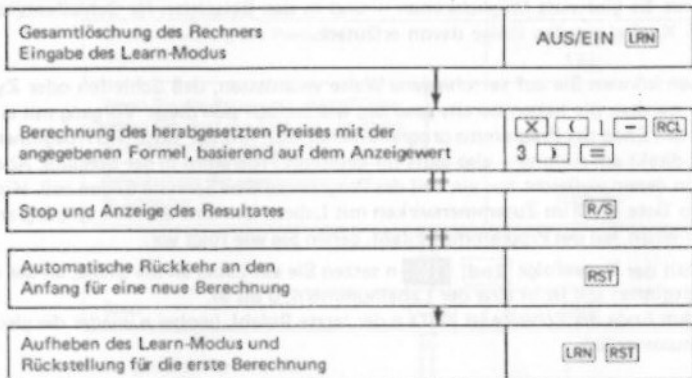 Gesamtlöschung des Rechners
Eingabe des Learn-Modus
AUS/EIN LRN
Berechnung des herabgesetzten Preises mit der
angegebenen Formel, basierend auf dem Anzeigewert
X ( 1 – RCL
3 ) =
Stop und Anzeige des Resultates
R/S
Automatische Rückkehr an den
Anfang für eine neue Berechnung
RST
Aufheben des Learn-Modus und
Rückstellung für die erste Berechnung
LRN RST